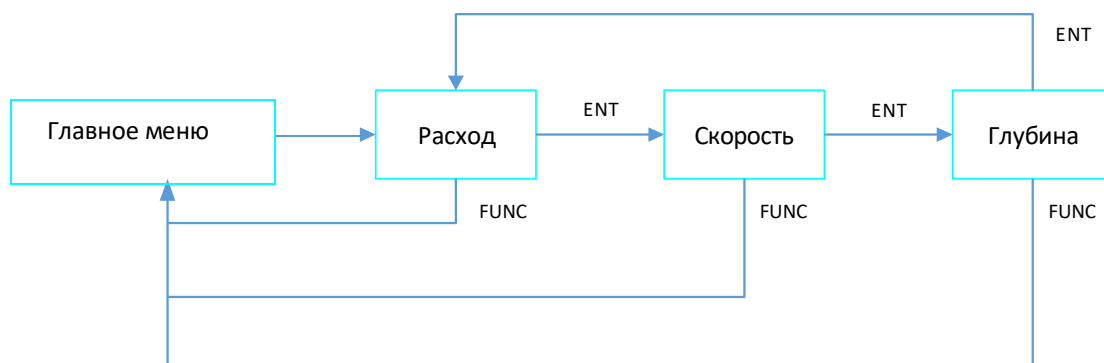 ENT
Главное меню
Расход
ENT
Скорость
ENT
Глубина
FUNC
FUNC
FUNC